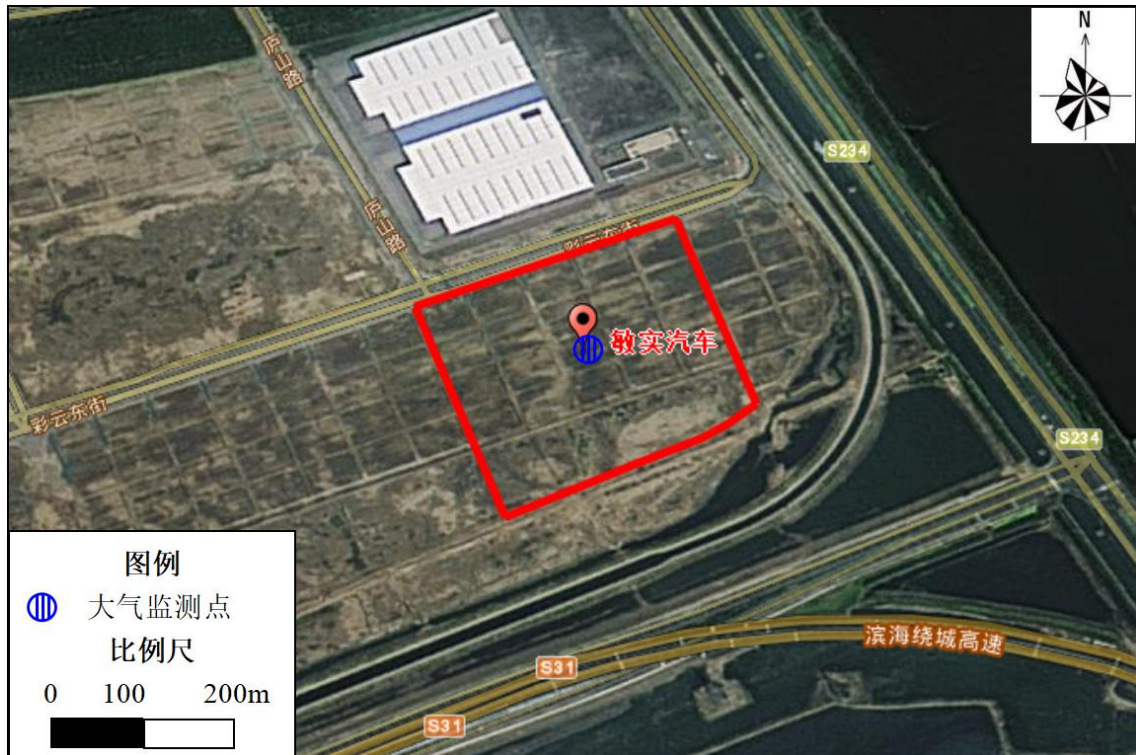 N
庐山路
S234
庐山路
彩云东街
敏实汽车
彩云东街
S234
图例
大气监测点
比例尺
0 100 200m
滨海绕城高速
S31
S31